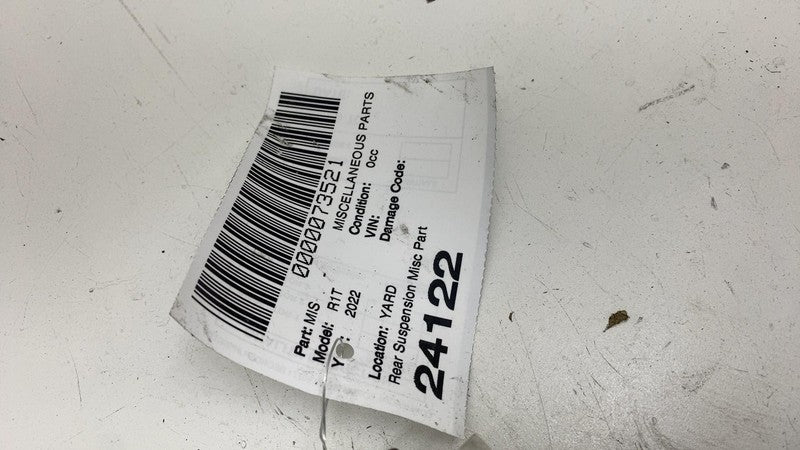 0000073521
Part: MIS MISCELLANEOUS PARTS
Model: R1T Condition: 0cc
Y 2022 VIN:
Damage Code:
Location: YARD
Rear Suspension Misc Part
24122